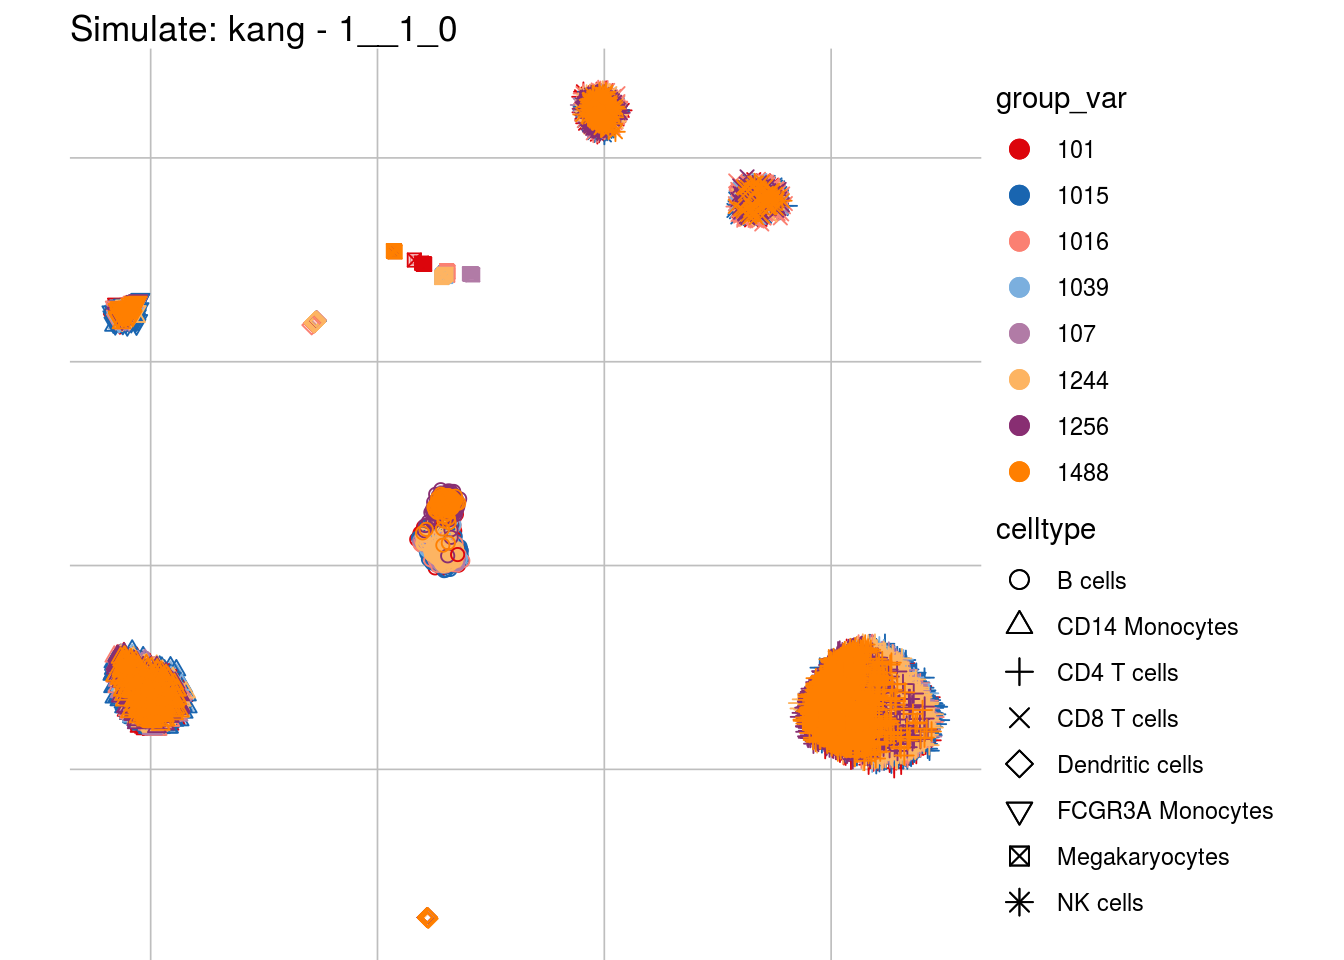 Simulate: kang - 1__1_0
group_var
101
1015
1016
1039
107
1244
1256
1488
celltype
B cells
CD14 Monocytes
CD4 T cells
CD8 T cells
Dendritic cells
FCGR3A Monocytes
Megakaryocytes
NK cells